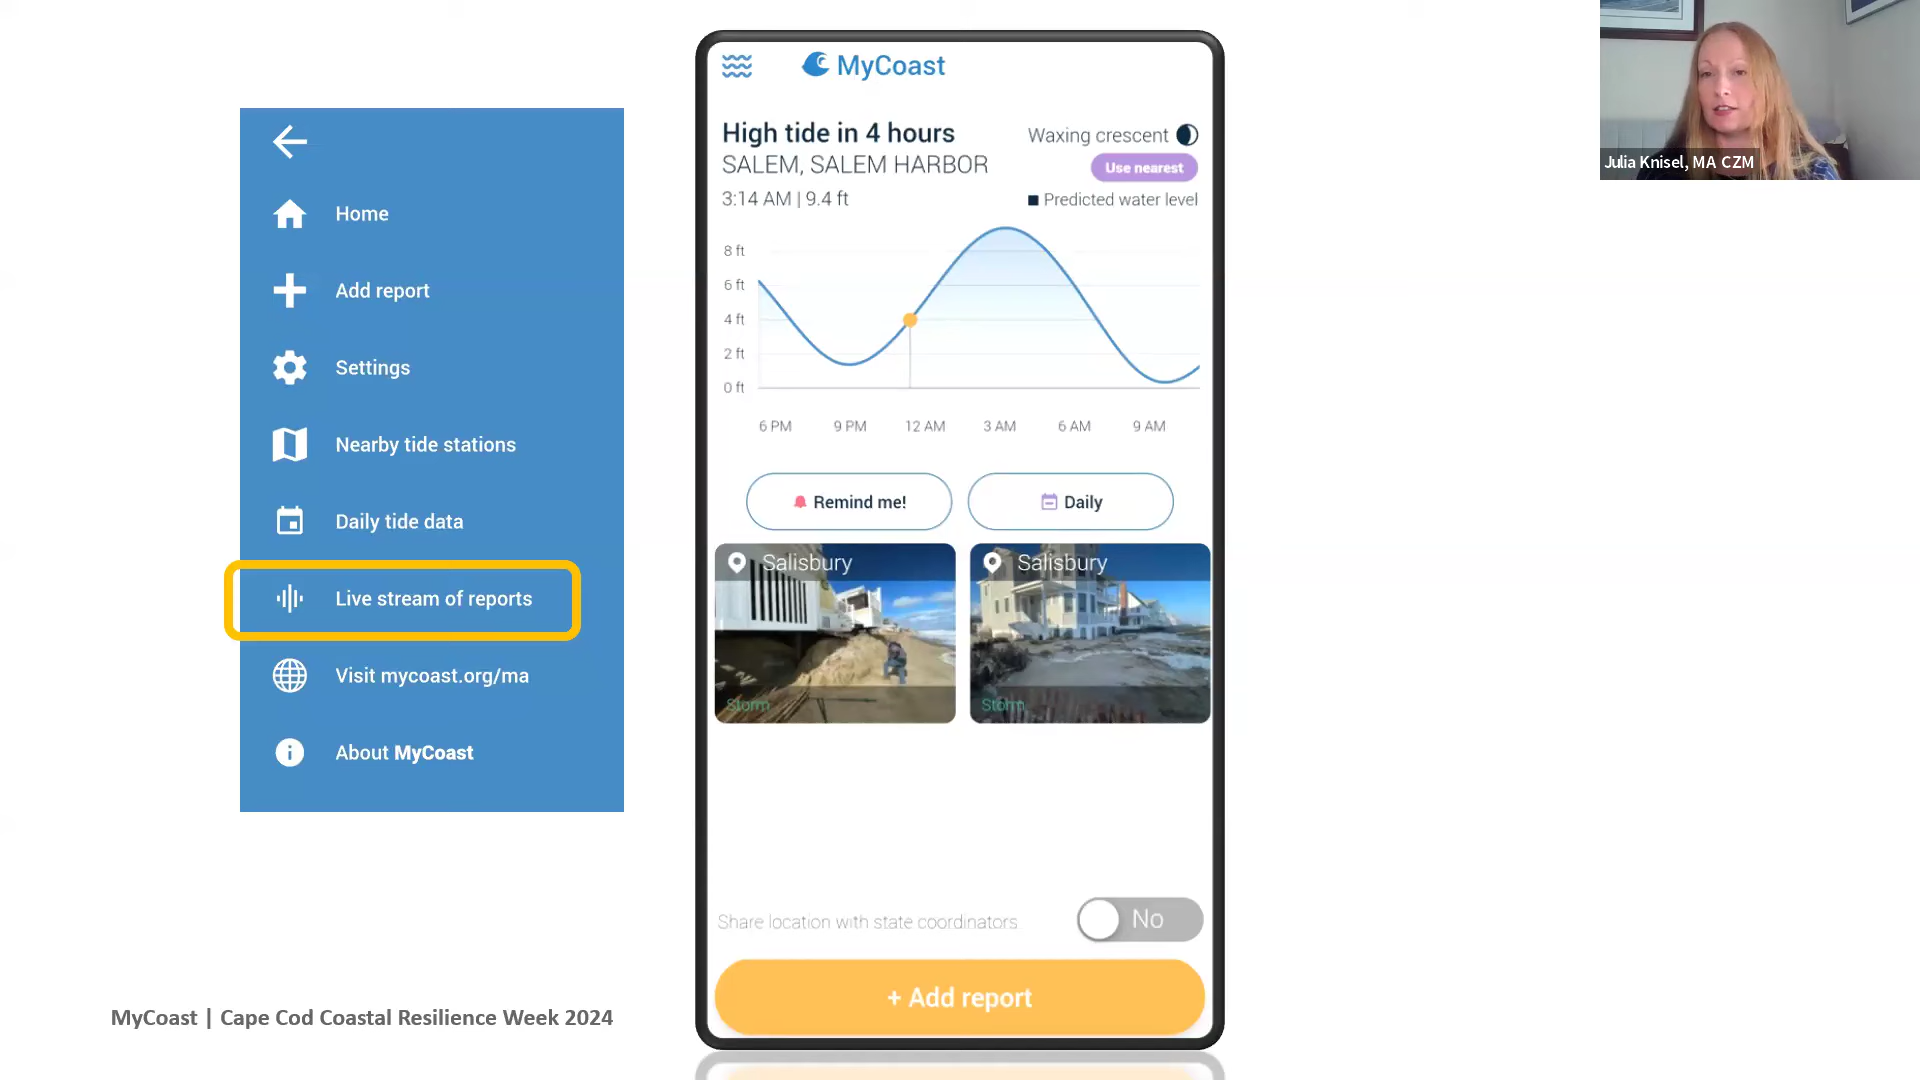 Home
Add report
Settings
Nearby tide stations
Daily tide data
Live stream of reports
Visit mycoast.org/ma
About MyCoast
MyCoast | Cape Cod Coastal Resilience Week 2024
MyCoast
High tide in 4 hours
Waxing crescent
SALEM, SALEM HARBOR
Use nearest
3:14 AM | 9.4 ft
Predicted water level
8 ft
6 ft
4 ft
2 ft
0 ft
6 PM 9 PM 12 AM 3 AM 6 AM 9 AM
Remind me!
Daily
Salisbury
Storm
Salisbury
Storm
Share location with state coordinators
No
+ Add report
Julia Knisel, MA CZM